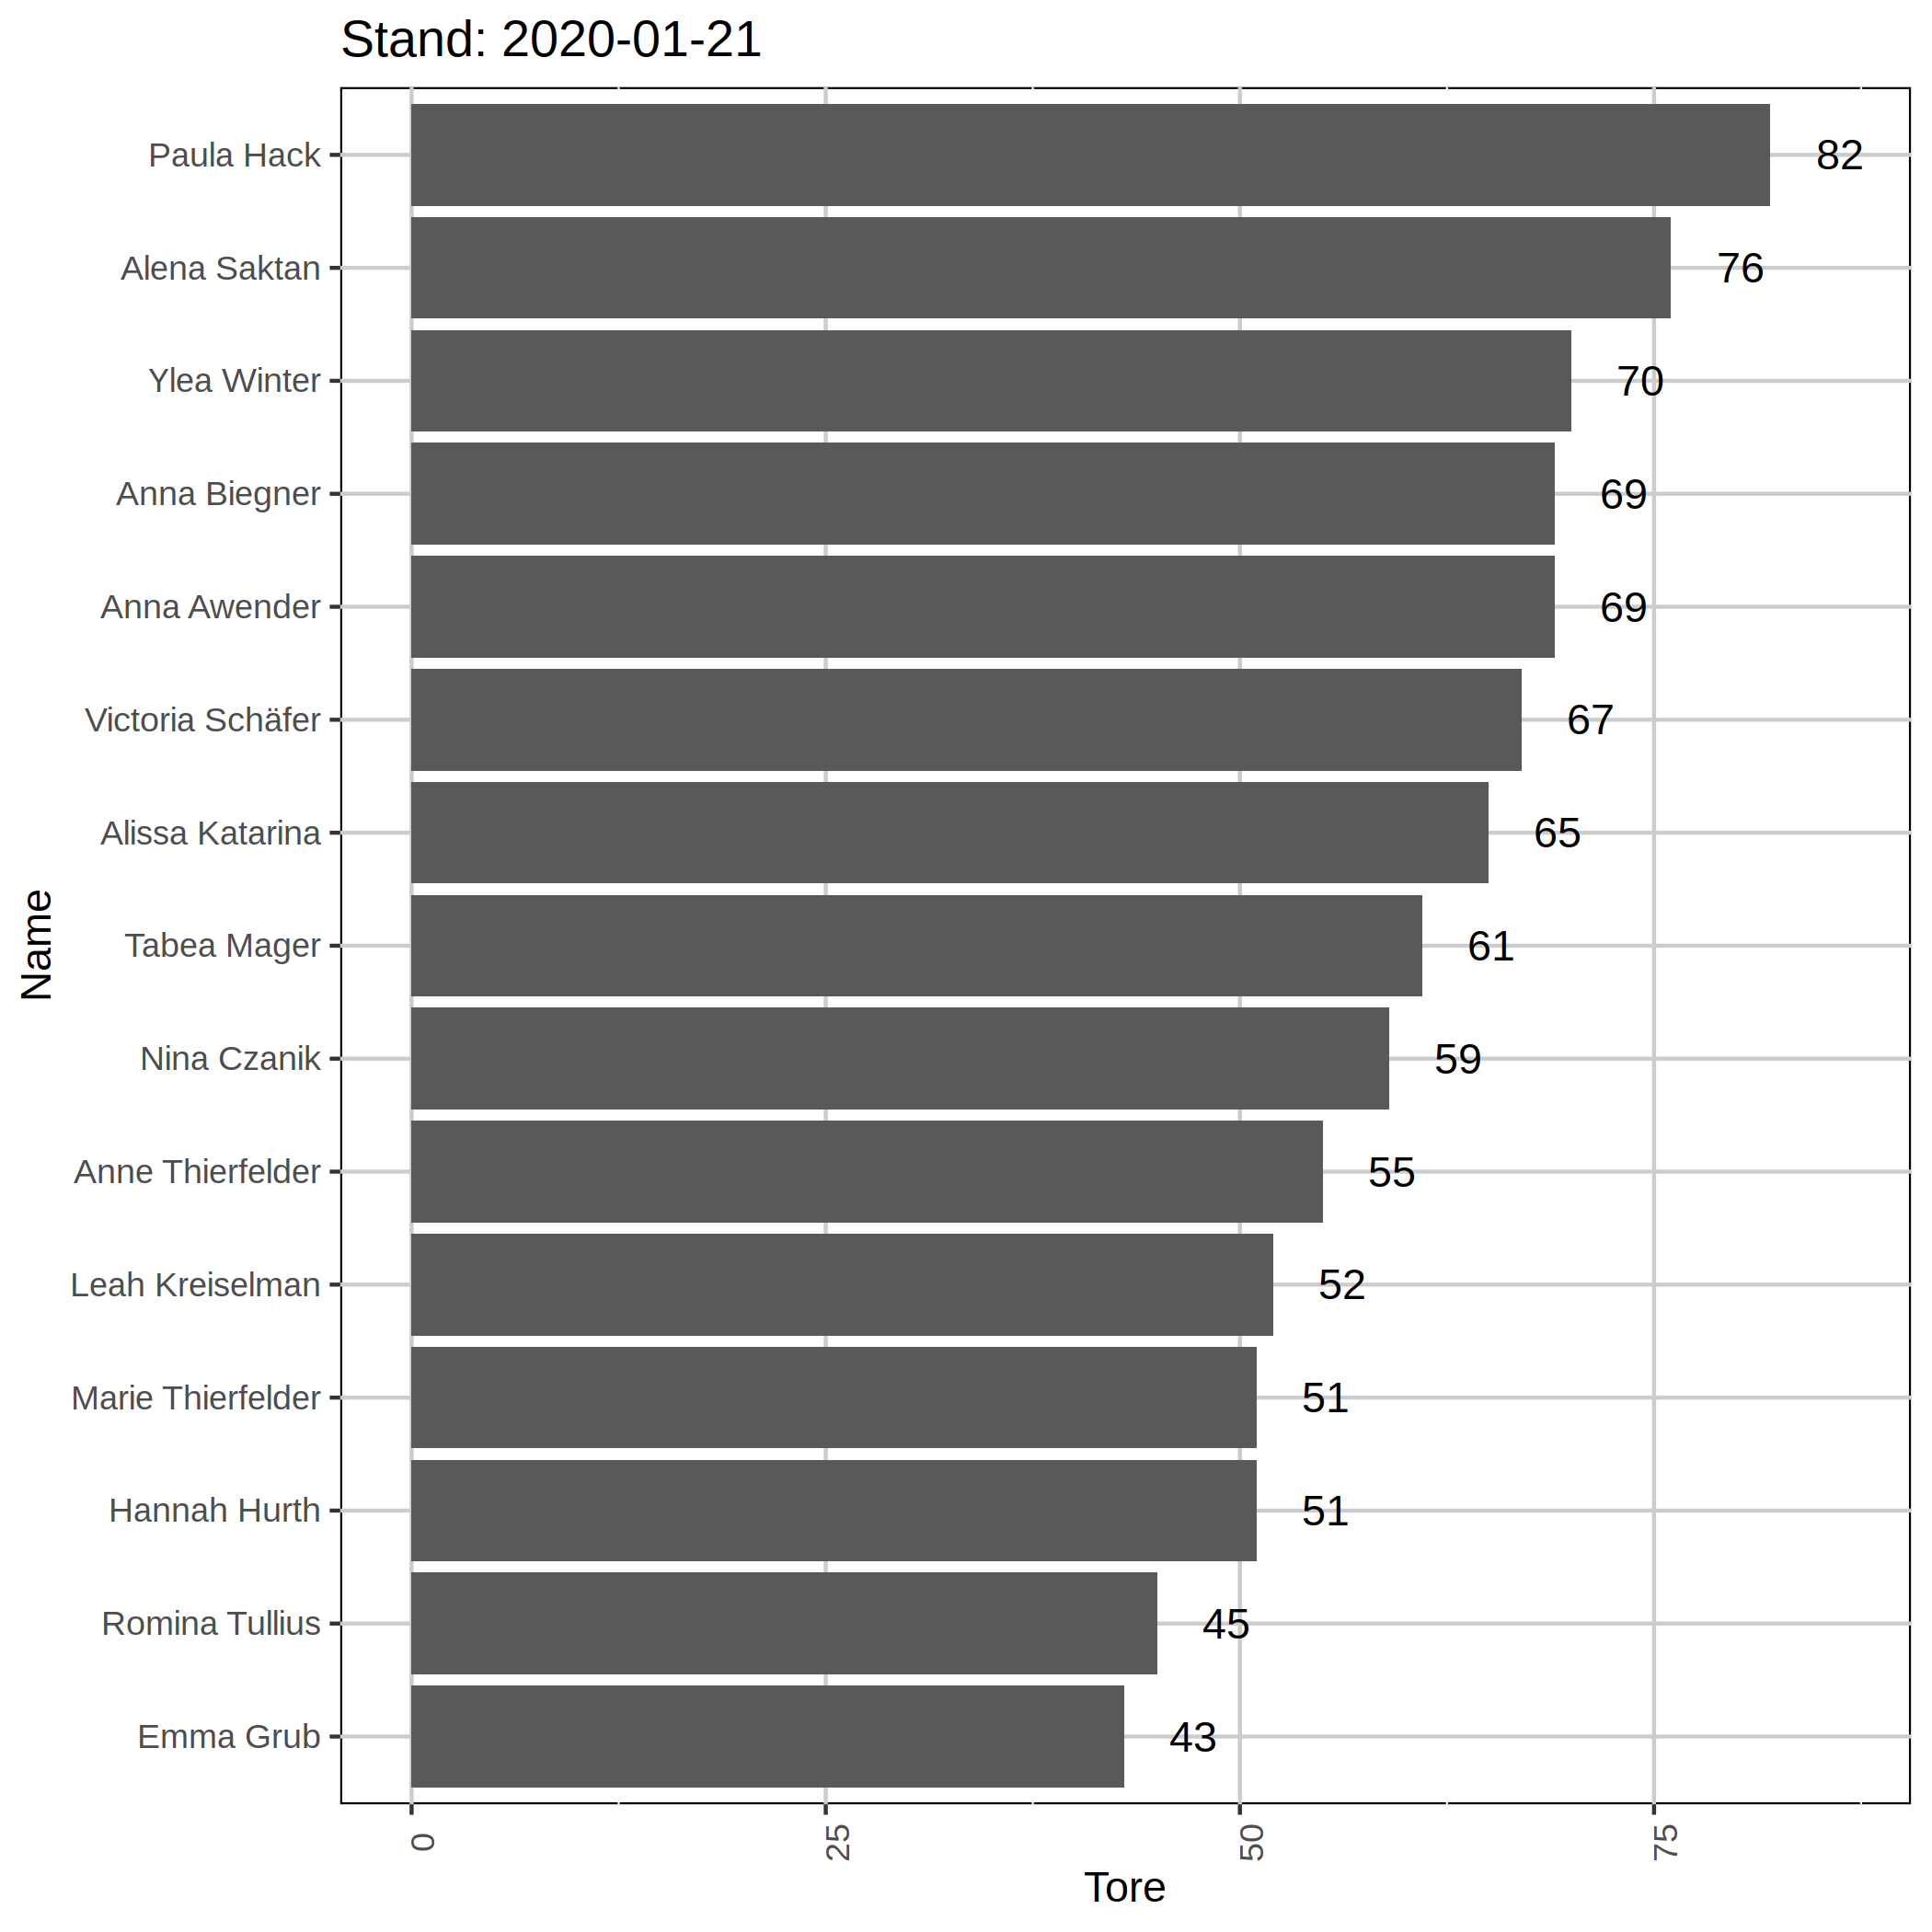 Stand: 2020-01-21
Paula Hack 82
Alena Saktan 76
Ylea Winter 70
Anna Biegner 69
Anna Awender 69
Victoria Schäfer 67
Alissa Katarina 65
Tabea Mager 61
Nina Czanik 59
Anne Thierfelder 55
Leah Kreiselman 52
Marie Thierfelder 51
Hannah Hurth 51
Romina Tullius 45
Emma Grub 43
Name
0 25 50 75
Tore